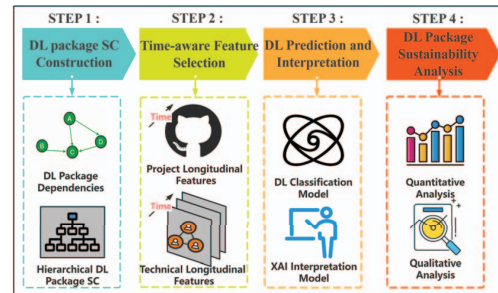 STEP 1 :
DL package SC
Construction
A
B
C
D
DL Package
Dependencies
Hierarchical DL
Package SC
STEP 2 :
Time-aware Feature
Selection
Time
Project Longitudinal
Features
Time
Technical Longitudinal
Features
STEP 3 :
DL Prediction and
Interpretation
DL Classification
Model
XAI Interpretation
Model
STEP 4 :
DL Package
Sustainability
Analysis
Quantitative
Analysis
Qualitative
Analysis